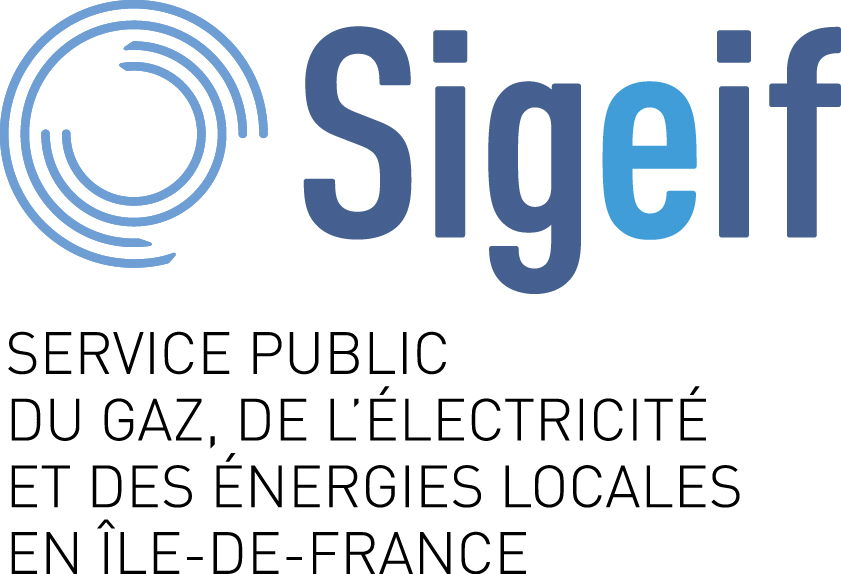 Sigeif
SERVICE PUBLIC
DU GAZ, DE L’ÉLECTRICITÉ
ET DES ÉNERGIES LOCALES
EN ÎLE-DE-FRANCE